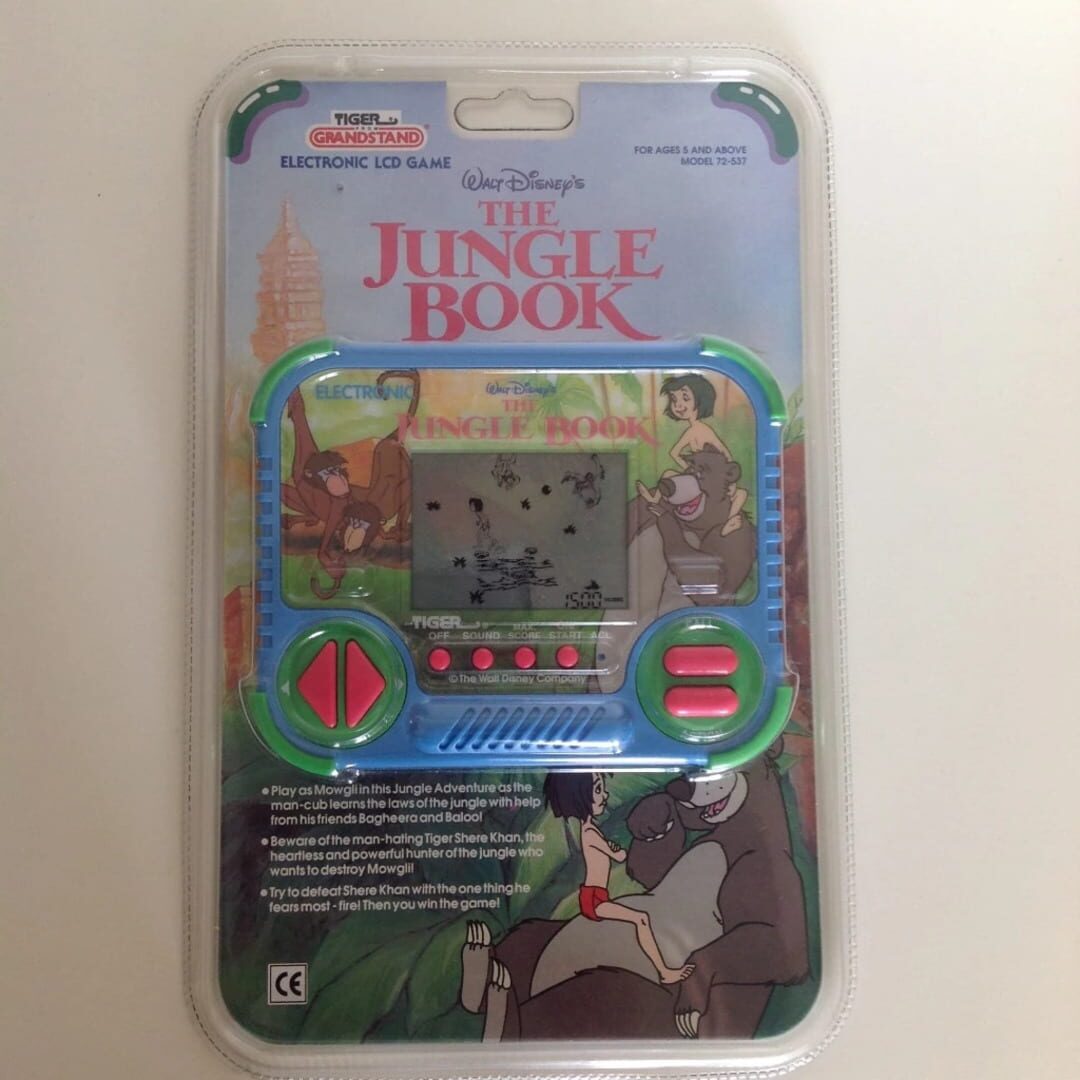 TIGER
FROM
GRANDSTAND
ELECTRONIC LCD GAME
FOR AGES 5 AND ABOVE
MODEL 72-537
WALT DISNEY'S
THE
JUNGLE
BOOK
ELECTRONIC
WALT DISNEY'S
THE
JUNGLE BOOK
1500
TIGER
OFF SOUND MAX. SCORE ON START ACL
© The Walt Disney Company
• Play as Mowgli in this Jungle Adventure as the
man-cub learns the laws of the jungle with help
from his friends Bagheera and Baloo!
• Beware of the man-hating Tiger Shere Khan, the
heartless and powerful hunter of the jungle who
wants to destroy Mowgli!
• Try to defeat Shere Khan with the one thing he
fears most - fire! Then you win the game!
CE